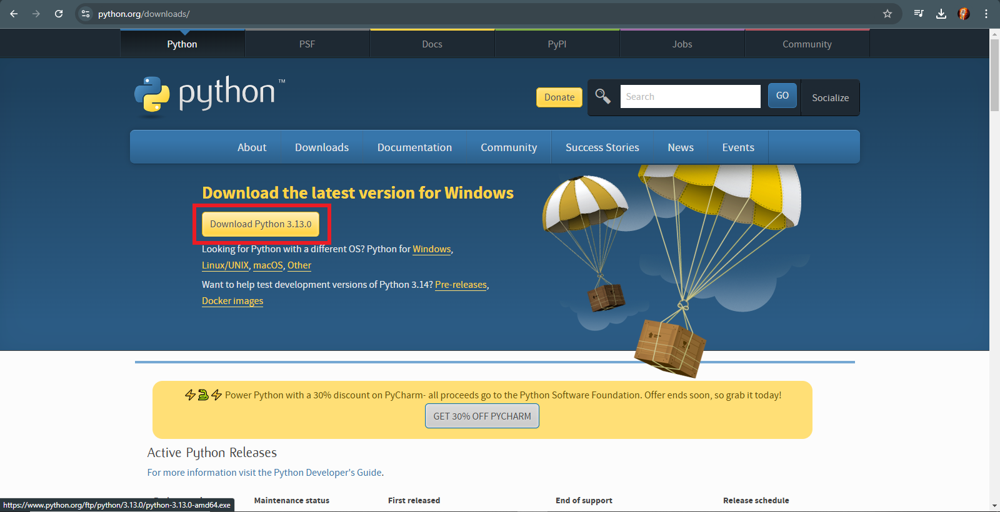 python.org/downloads/
Python PSF Docs PyPI Jobs Community
python™
Donate Search GO Socialize
About Downloads Documentation Community Success Stories News Events
Download the latest version for Windows
Download Python 3.13.0
Looking for Python with a different OS? Python for Windows,
Linux/UNIX, macOS, Other
Want to help test development versions of Python 3.14? Pre-releases,
Docker images
Power Python with a 30% discount on PyCharm- all proceeds go to the Python Software Foundation. Offer ends soon, so grab it today!
GET 30% OFF PYCHARM
Active Python Releases
For more information visit the Python Developer's Guide.
Maintenance status First released End of support Release schedule
https://www.python.org/ftp/python/3.13.0/python-3.13.0-amd64.exe